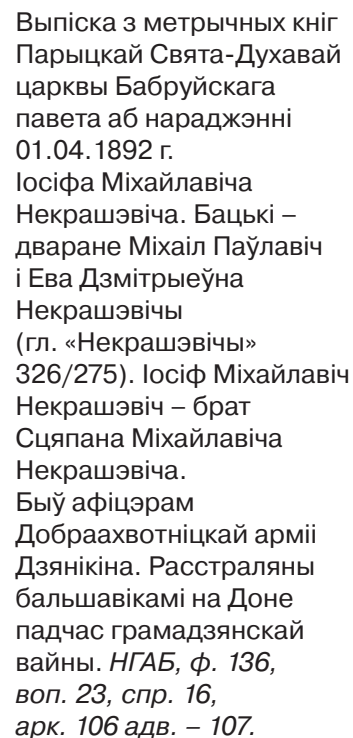 Выпіска з метрычных кніг
Парыцкай Свята-Духавай
царквы Бабруйскага
павета аб нараджэнні
01.04.1892 г.
Іосіфа Міхайлавіча
Некрашэвіча. Бацькі –
дваране Міхаіл Паўлавіч
і Ева Дзмітрыеўна
Некрашэвічы
(гл. «Некрашэвічы»
326/275). Іосіф Міхайлавіч
Некрашэвіч – брат
Сцяпана Міхайлавіча
Некрашэвіча.
Быў афіцэрам
Добраахвотніцкай арміі
Дзянікіна. Расстраляны
бальшавікамі на Доне
падчас грамадзянскай
вайны. НГАБ, ф. 136,
воп. 23, спр. 16,
арк. 106 адв. – 107.